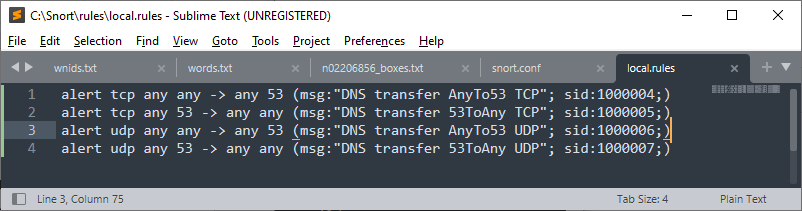 C:\Snort\rules\local.rules - Sublime Text (UNREGISTERED)
File Edit Selection Find View Goto Tools Project Preferences Help
wnids.txt words.txt n02206856_boxes.txt snort.conf local.rules
1 alert tcp any any -> any 53 (msg:"DNS transfer AnyTo53 TCP"; sid:1000004;)
2 alert tcp any 53 -> any any (msg:"DNS transfer 53ToAny TCP"; sid:1000005;)
3 alert udp any any -> any 53 (msg:"DNS transfer AnyTo53 UDP"; sid:1000006;)
4 alert udp any 53 -> any any (msg:"DNS transfer 53ToAny UDP"; sid:1000007;)
Line 3, Column 75 Tab Size: 4 Plain Text